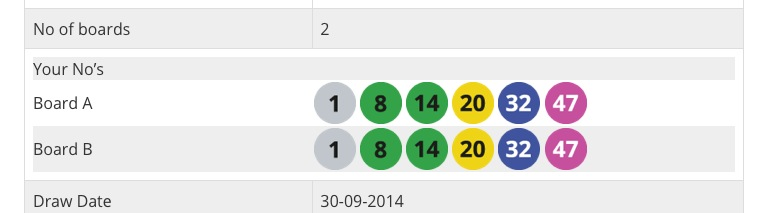 No of boards 2
Your No's
Board A 1 8 14 20 32 47
Board B 1 8 14 20 32 47
Draw Date 30-09-2014